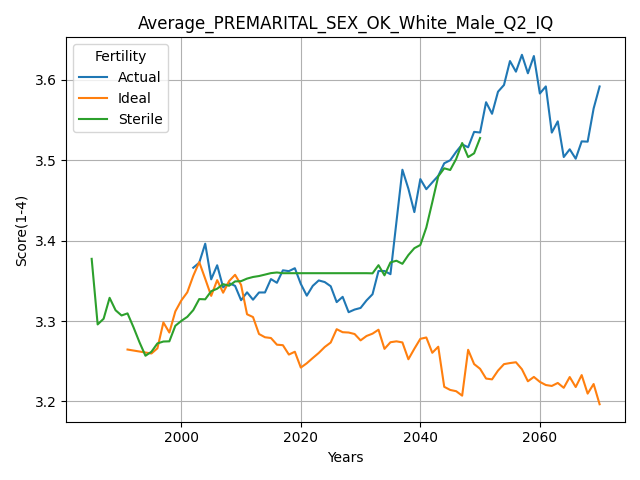 Average_PREMARITAL_SEX_OK_White_Male_Q2_IQ
Fertility
Actual
Ideal
Sterile
Score(1-4)
3.6
3.5
3.4
3.3
3.2
2000
2020
2040
2060
Years